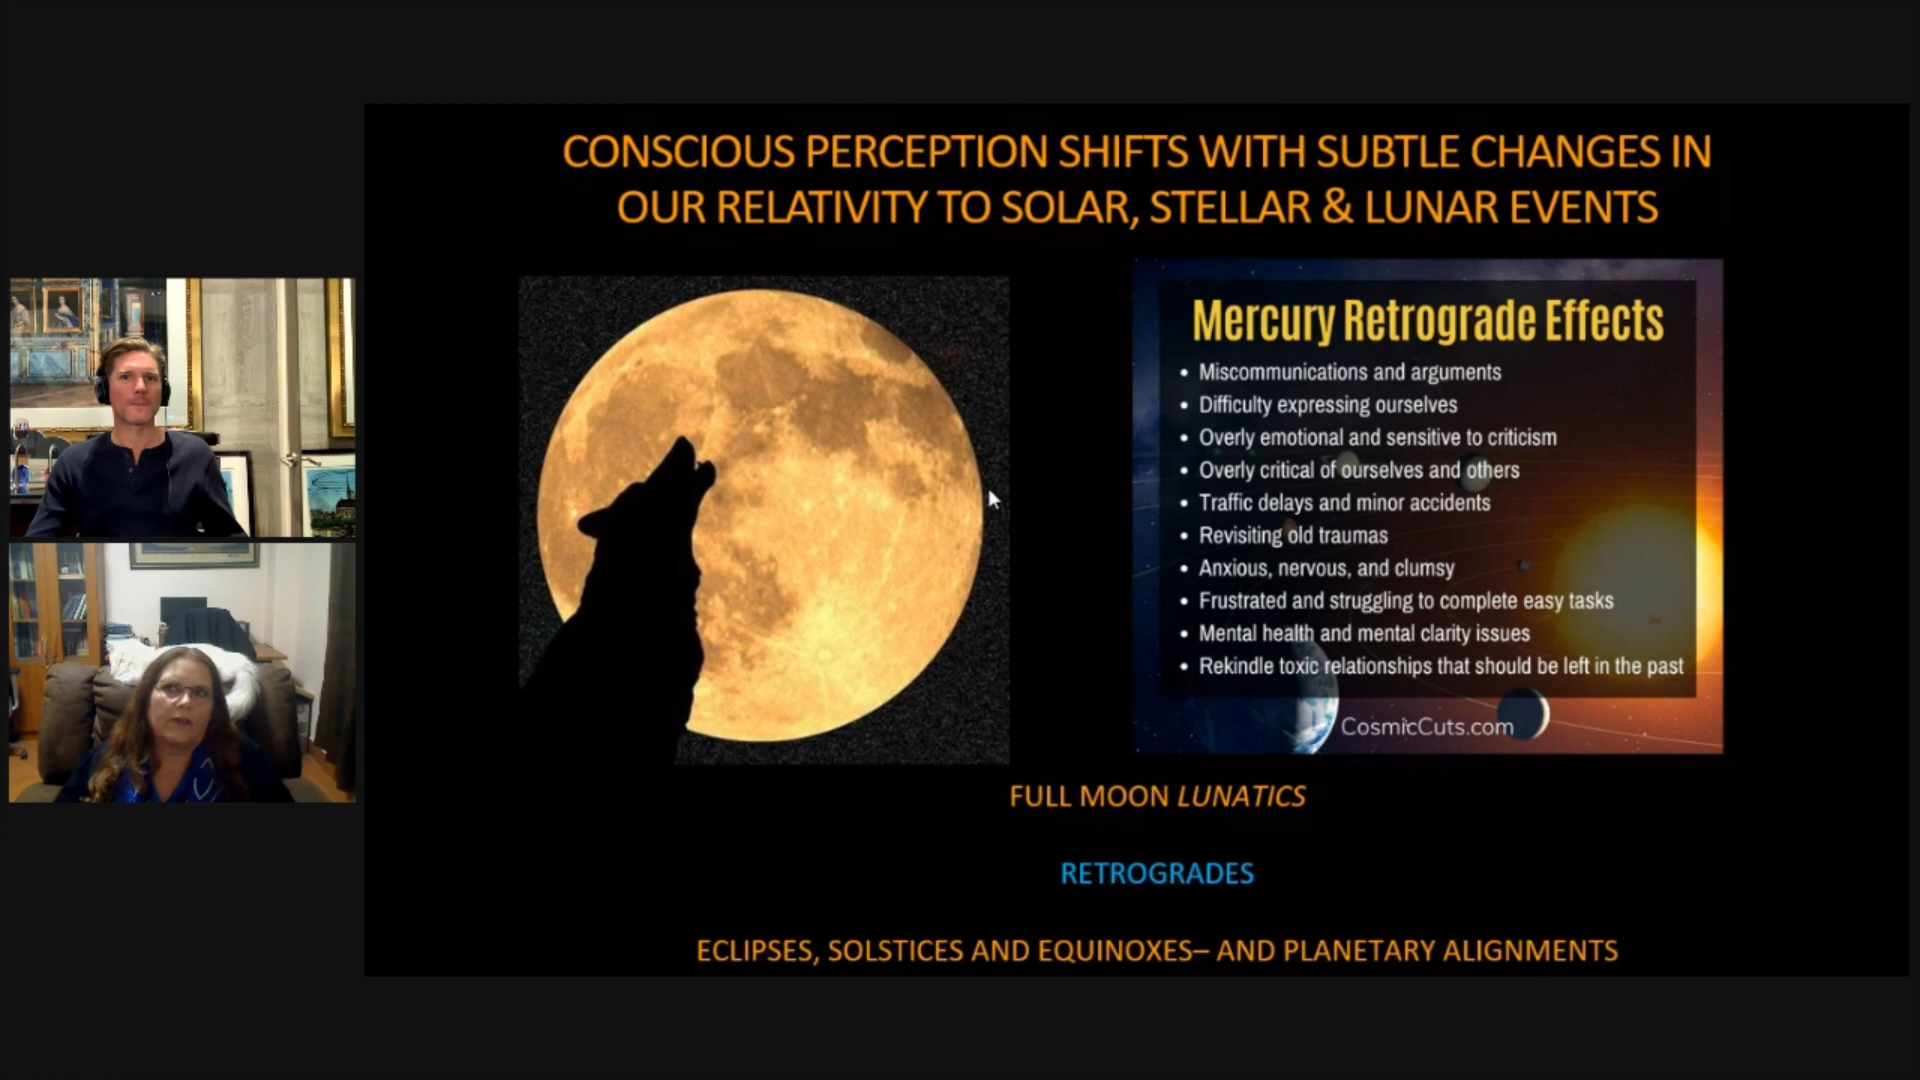 CONSCIOUS PERCEPTION SHIFTS WITH SUBTLE CHANGES IN
OUR RELATIVITY TO SOLAR, STELLAR & LUNAR EVENTS
Mercury Retrograde Effects
• Miscommunications and arguments
• Difficulty expressing ourselves
• Overly emotional and sensitive to criticism
• Overly critical of ourselves and others
• Traffic delays and minor accidents
• Revisiting old traumas
• Anxious, nervous, and clumsy
• Frustrated and struggling to complete easy tasks
• Mental health and mental clarity issues
• Rekindle toxic relationships that should be left in the past
CosmicCuts.com
FULL MOON LUNATICS
RETROGRADES
ECLIPSES, SOLSTICES AND EQUINOXES– AND PLANETARY ALIGNMENTS